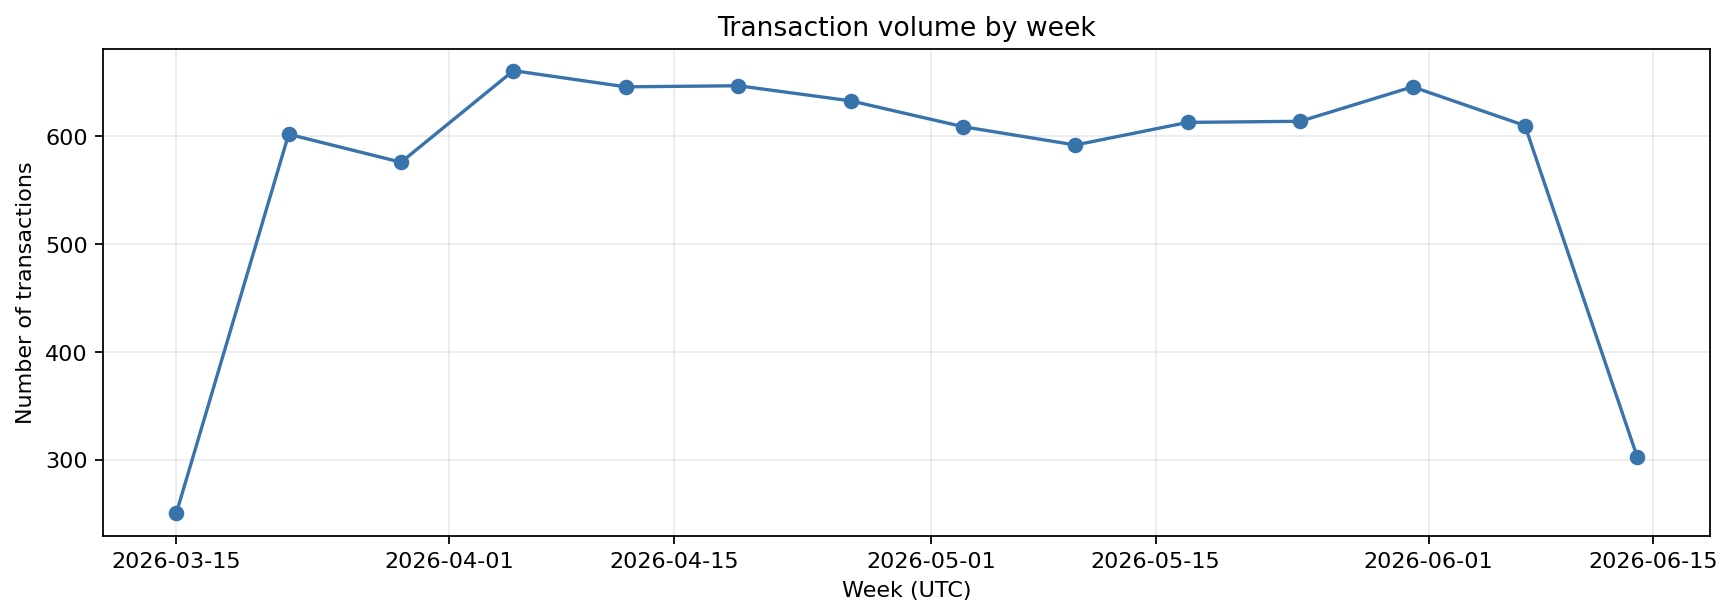 Transaction volume by week
Number of transactions
600
500
400
300
2026-03-15 2026-04-01 2026-04-15 2026-05-01 2026-05-15 2026-06-01 2026-06-15
Week (UTC)